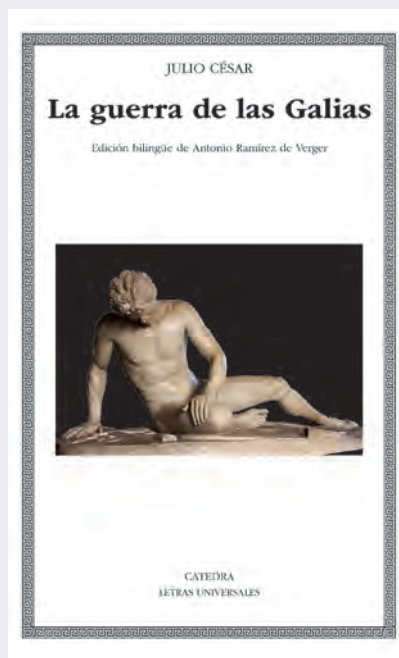 JULIO CÉSAR
La guerra de las Galias
Edición bilingüe de Antonio Ramírez de Verger
CATEDRA
LETRAS UNIVERSALES